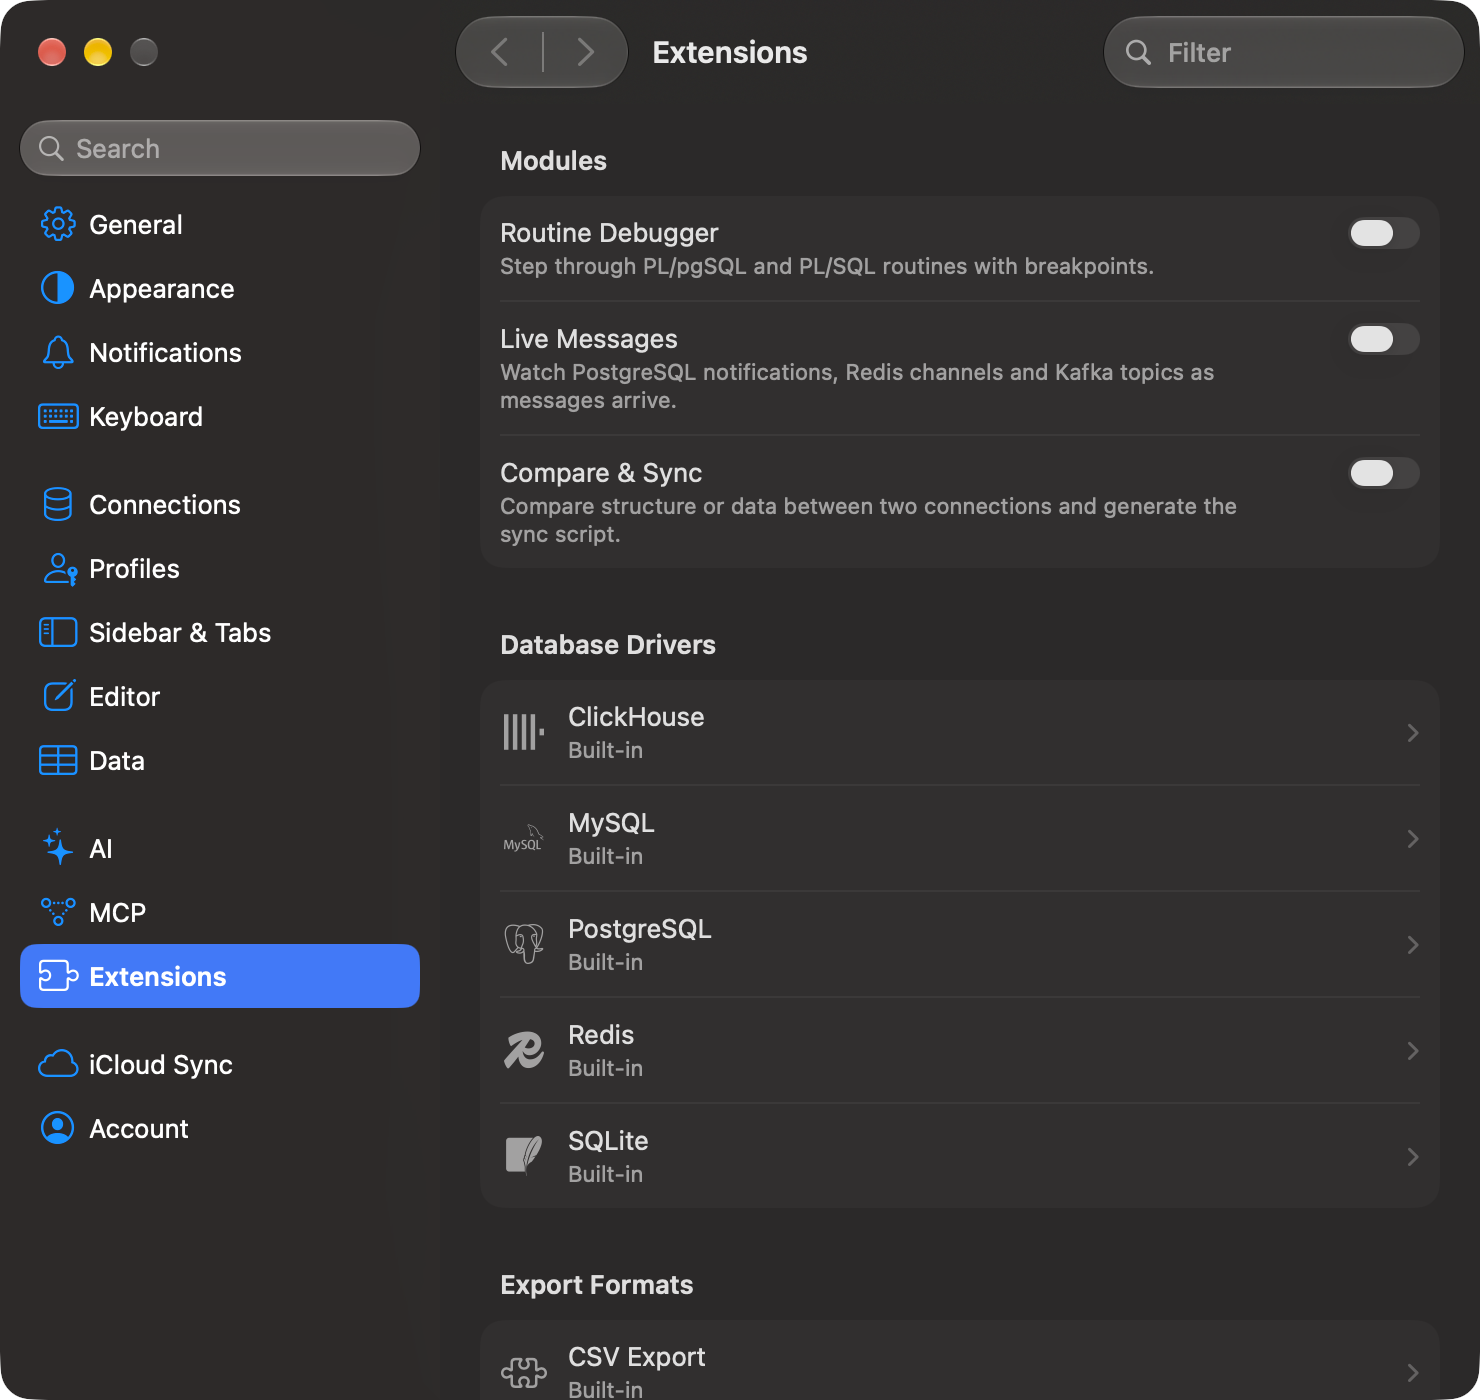 Extensions
Filter
Search
General
Appearance
Notifications
Keyboard
Connections
Profiles
Sidebar & Tabs
Editor
Data
AI
MCP
Extensions
iCloud Sync
Account
Modules
Routine Debugger
Step through PL/pgSQL and PL/SQL routines with breakpoints.
Live Messages
Watch PostgreSQL notifications, Redis channels and Kafka topics as
messages arrive.
Compare & Sync
Compare structure or data between two connections and generate the
sync script.
Database Drivers
ClickHouse
Built-in
MySQL
MySQL
Built-in
PostgreSQL
Built-in
Redis
Built-in
SQLite
Built-in
Export Formats
CSV Export
Built-in